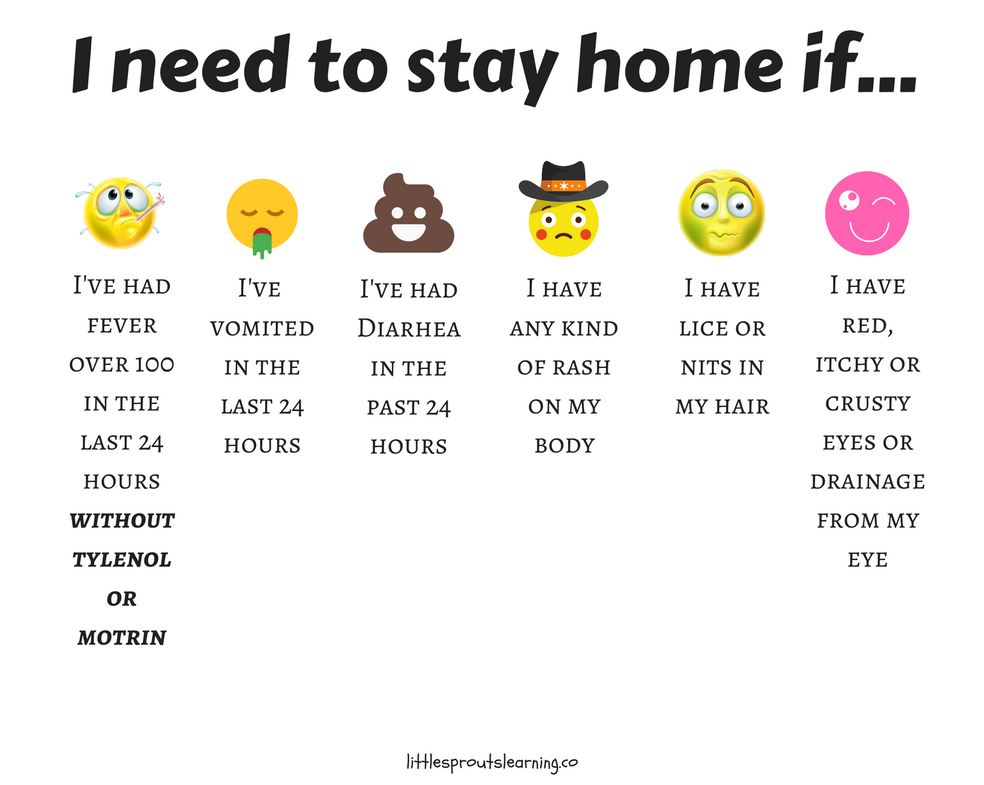 I need to stay home if...
I'VE HAD
FEVER
OVER 100
IN THE
LAST 24
HOURS
WITHOUT
TYLENOL
OR
MOTRIN
I'VE
VOMITED
IN THE
LAST 24
HOURS
I'VE HAD
DIARHEA
IN THE
PAST 24
HOURS
I HAVE
ANY KIND
OF RASH
ON MY
BODY
I HAVE
LICE OR
NITS IN
MY HAIR
I HAVE
RED,
ITCHY OR
CRUSTY
EYES OR
DRAINAGE
FROM MY
EYE
littlesproutslearning.co